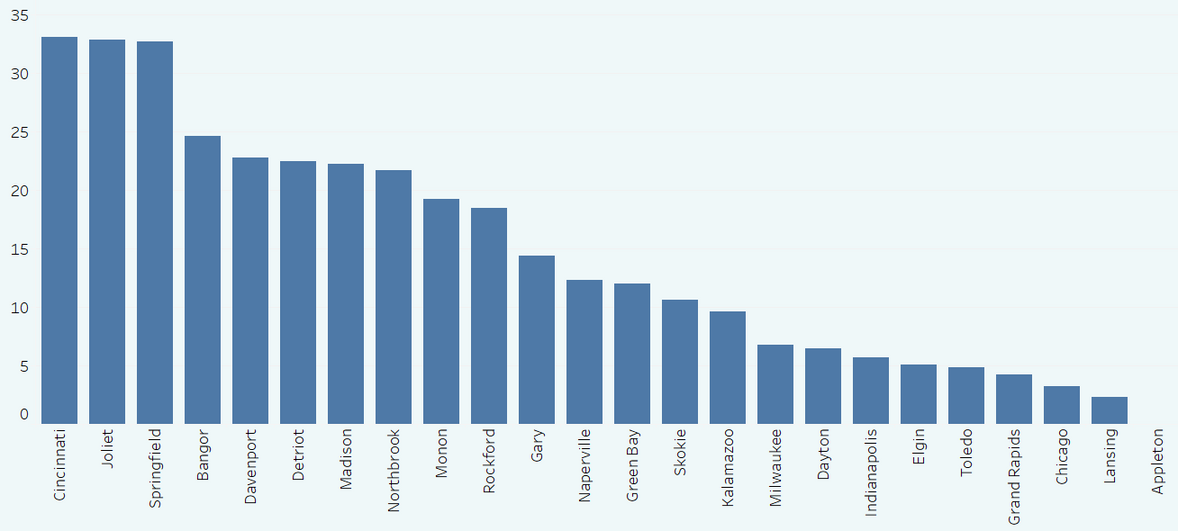 35
30
25
20
15
10
5
0
Cincinnati
Joliet
Springfield
Bangor
Davenport
Detriot
Madison
Northbrook
Monon
Rockford
Gary
Naperville
Green Bay
Skokie
Kalamazoo
Milwaukee
Dayton
Indianapolis
Elgin
Toledo
Grand Rapids
Chicago
Lansing
Appleton